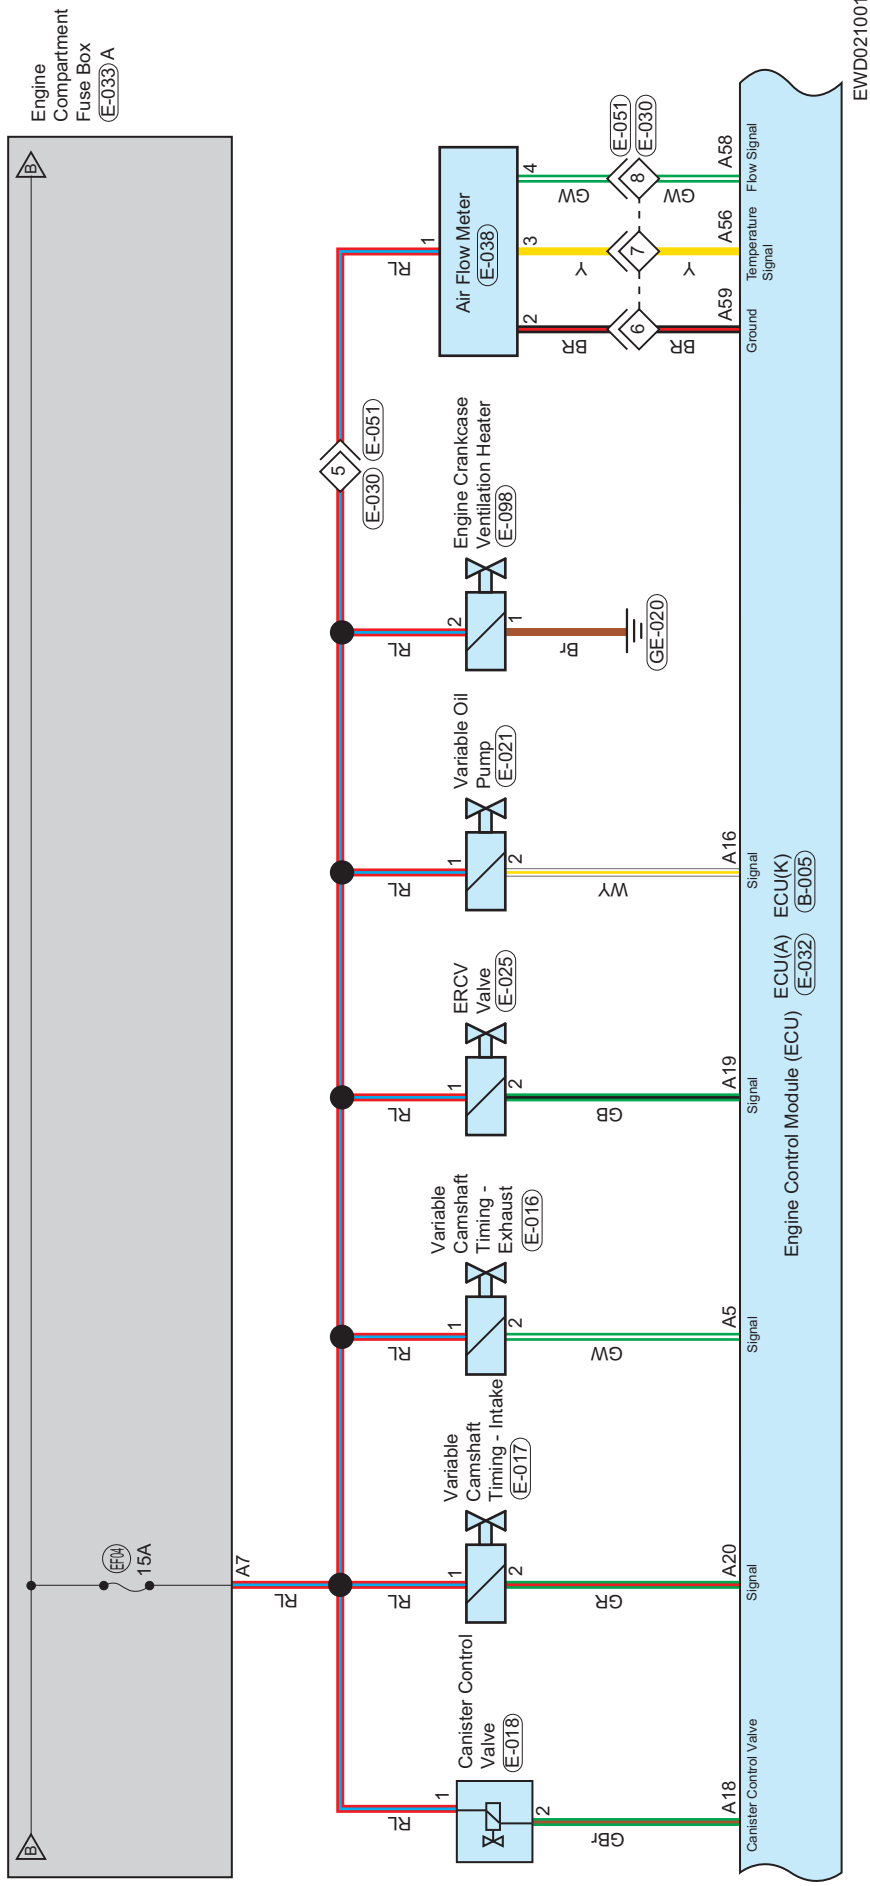 Engine
Compartment
Fuse Box
E-033 A
B
B
EF04
15A
A7
RL
5
E-030 E-051
RL
RL
RL
RL
RL
RL
RL
1
Canister Control
Valve
E-018
2
GBr
A18
Canister Control Valve
1
Variable
Camshaft
Timing - Intake
E-017
2
GR
A20
Signal
1
Variable
Camshaft
Timing -
Exhaust
E-016
2
GW
A5
Signal
1
ERCV
Valve
E-025
2
GB
A19
Signal
1
Variable Oil
Pump
E-021
2
WY
A16
Signal
2
Engine Crankcase
Ventilation Heater
E-098
1
Br
GE-020
1
Air Flow Meter
E-038
2
3
4
BR
Y
GW
6
7
8
E-051
E-030
BR
Y
GW
A59
A56
A58
Ground
Temperature
Signal
Flow Signal
Engine Control Module (ECU)
ECU(A)
E-032
ECU(K)
B-005
EWD021001